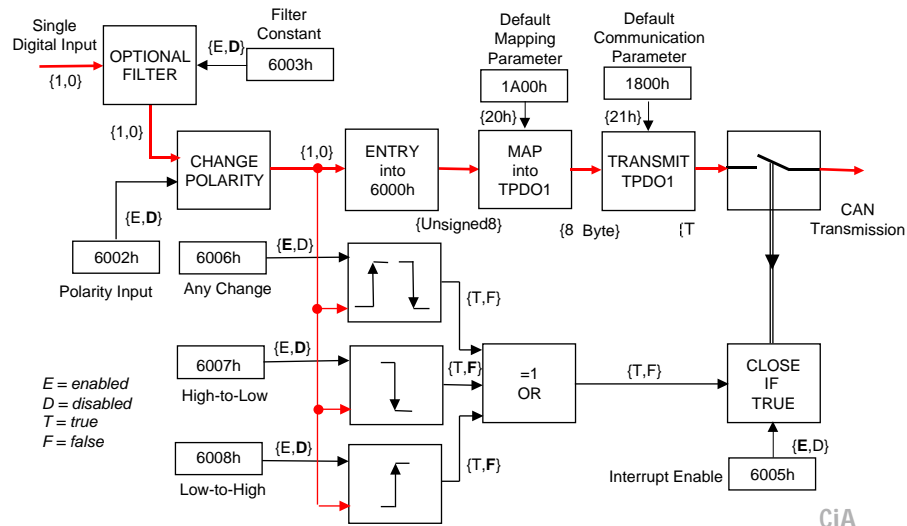 Single
Digital Input
{1,0}
OPTIONAL
FILTER
{E,D}
Filter
Constant
6003h
{1,0}
CHANGE
POLARITY
{E,D}
6002h
Polarity Input
{1,0}
ENTRY
into
6000h
{Unsigned8}
Default
Mapping
Parameter
1A00h
{20h}
MAP
into
TPDO1
{8 Byte}
Default
Communication
Parameter
1800h
{21h}
TRANSMIT
TPDO1
{T
CAN
Transmission
6006h
Any Change
{E,D}
{T,F}
6007h
High-to-Low
{E,D}
{T,F}
6008h
Low-to-High
{E,D}
{T,F}
=1
OR
{T,F}
CLOSE
IF
TRUE
{E,D}
Interrupt Enable
6005h
E = enabled
D = disabled
T = true
F = false
CiA